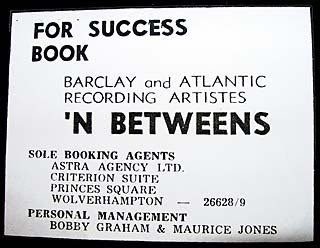 FOR SUCCESS
BOOK
BARCLAY and ATLANTIC
RECORDING ARTISTES
'N BETWEENS
SOLE BOOKING AGENTS
ASTRA AGENCY LTD.
CRITERION SUITE
PRINCES SQUARE
WOLVERHAMPTON — 26628/9
PERSONAL MANAGEMENT
BOBBY GRAHAM & MAURICE JONES